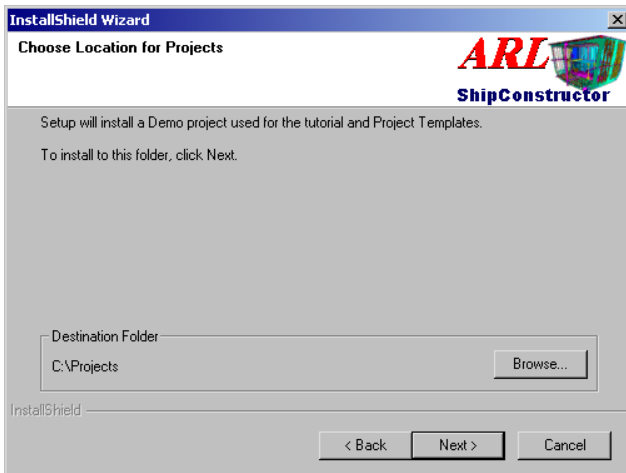 InstallShield Wizard
Choose Location for Projects
ARL
ShipConstructor
Setup will install a Demo project used for the tutorial and Project Templates.
To install to this folder, click Next.
Destination Folder
C:\Projects
Browse...
InstallShield
< Back
Next >
Cancel